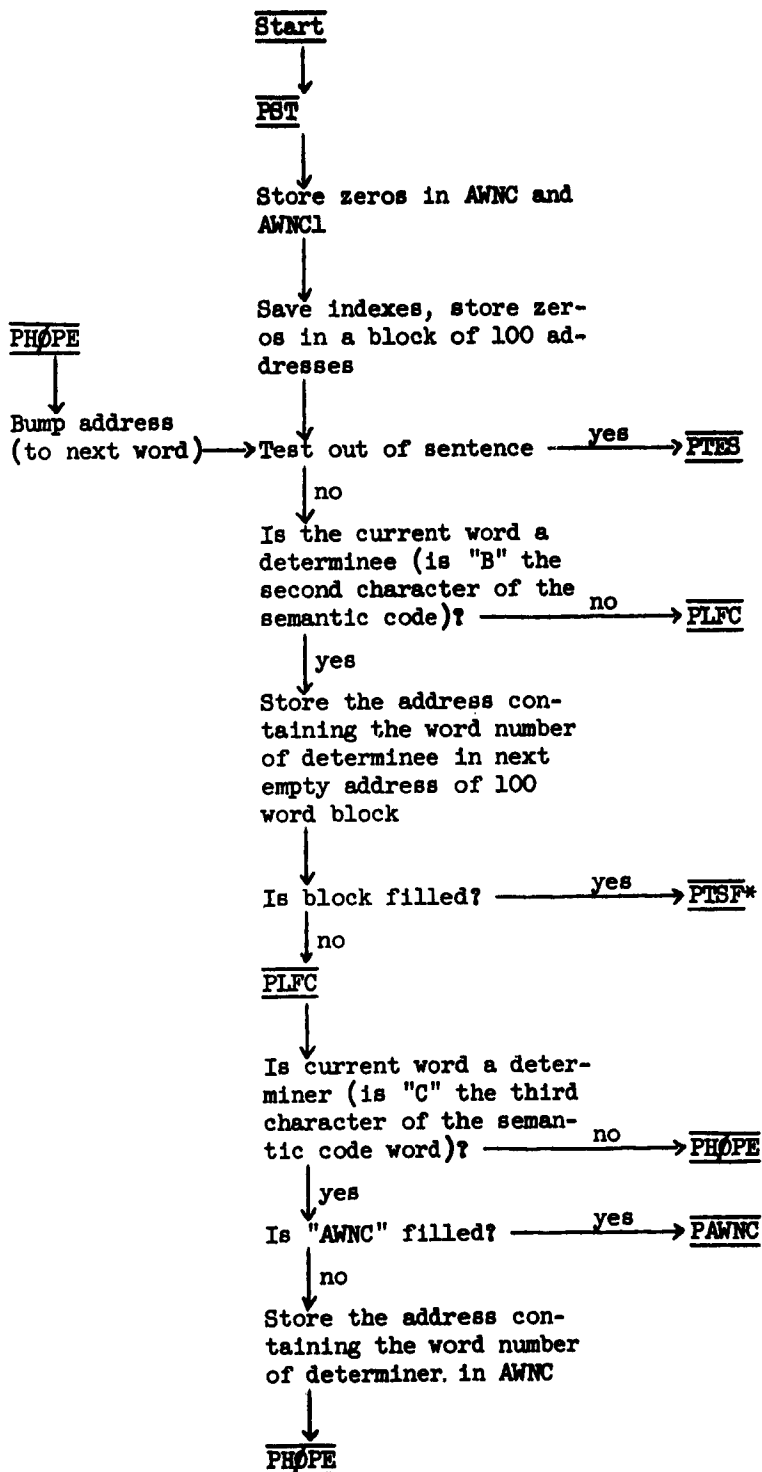 Start
PST
Store zeros in AWNC and
AWNC1
Save indexes, store zer-
os in a block of 100 ad-
dresses
PHØPE
Bump address
(to next word)
Test out of sentence
yes
PTES
no
Is the current word a
determinee (is "B" the
second character of the
semantic code)?
no
PLFC
yes
Store the address con-
taining the word number
of determinee in next
empty address of 100
word block
Is block filled?
yes
PTSF*
no
PLFC
Is current word a deter-
miner (is "C" the third
character of the seman-
tic code word)?
no
PHØPE
yes
Is "AWNC" filled?
yes
PAWNC
no
Store the address con-
taining the word number
of determiner. in AWNC
PHØPE